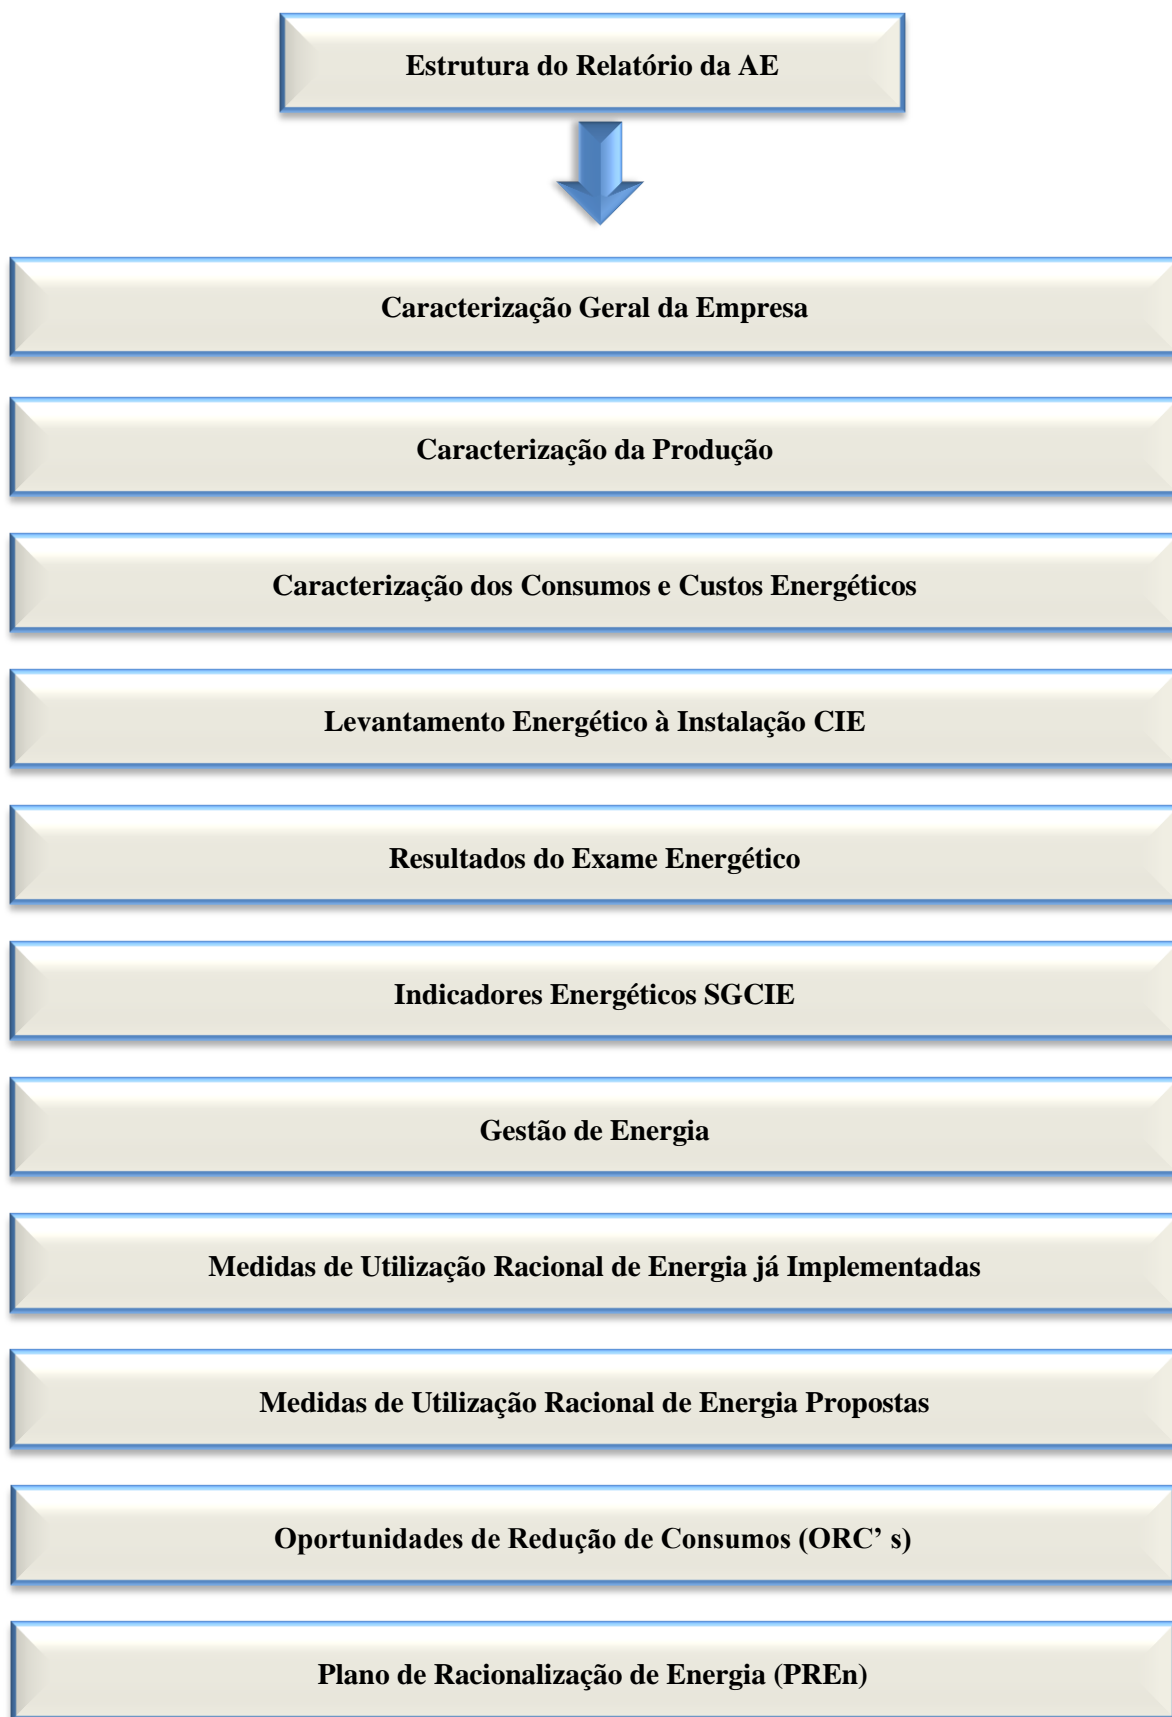 Estrutura do Relatório da AE
Caracterização Geral da Empresa
Caracterização da Produção
Caracterização dos Consumos e Custos Energéticos
Levantamento Energético à Instalação CIE
Resultados do Exame Energético
Indicadores Energéticos SGCIE
Gestão de Energia
Medidas de Utilização Racional de Energia já Implementadas
Medidas de Utilização Racional de Energia Propostas
Oportunidades de Redução de Consumos (ORC’ s)
Plano de Racionalização de Energia (PREn)